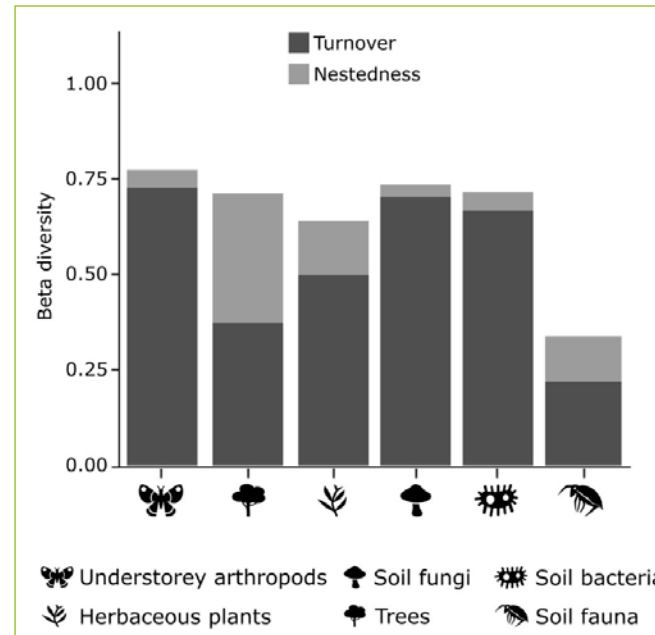 Turnover
Nestedness
1.00
0.75
0.50
0.25
0.00
Beta diversity
Understorey arthropods Soil fungi Soil bacteria
Herbaceous plants Trees Soil fauna